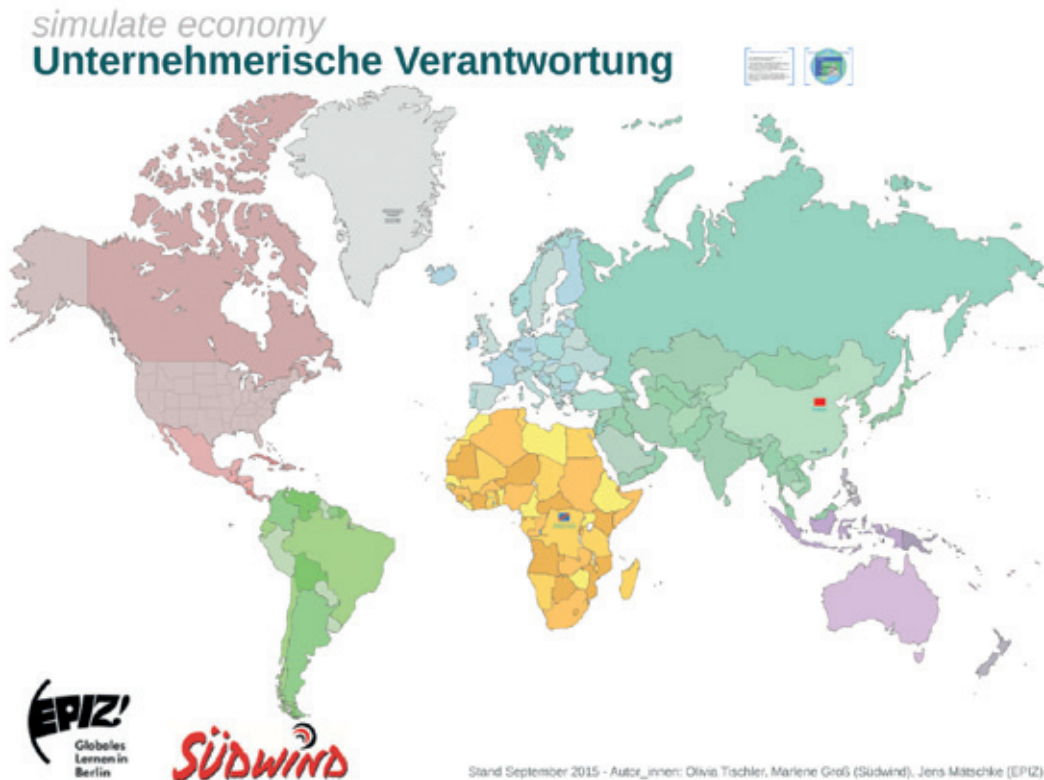 simulate economy
Unternehmerische Verantwortung
EPIZ!
Globales
Lernen in
Berlin
SÜDWIND
Stand September 2015 - Autor_innen: Olivia Tischler, Marlene Groß (Südwind), Jens Mätschke (EPIZ)